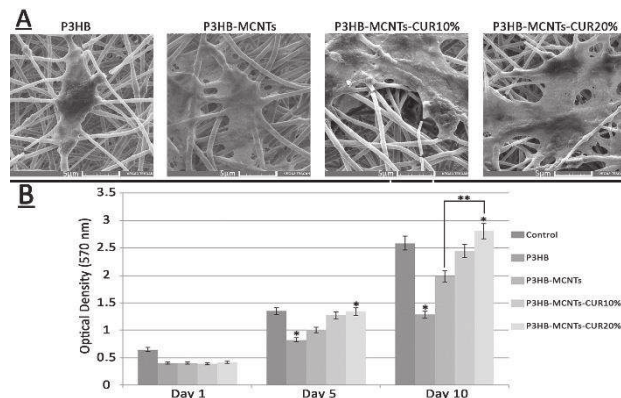 A
P3HB
P3HB-MCNTs
P3HB-MCNTs-CUR10%
P3HB-MCNTs-CUR20%
5μm
5μm
5μm
5μm
B
Optical Density (570 nm)
3.5
3
2.5
2
1.5
1
0.5
0
*
*
*
**
*
Day 1
Day 5
Day 10
Control
P3HB
P3HB-MCNTs
P3HB-MCNTs-CUR10%
P3HB-MCNTs-CUR20%